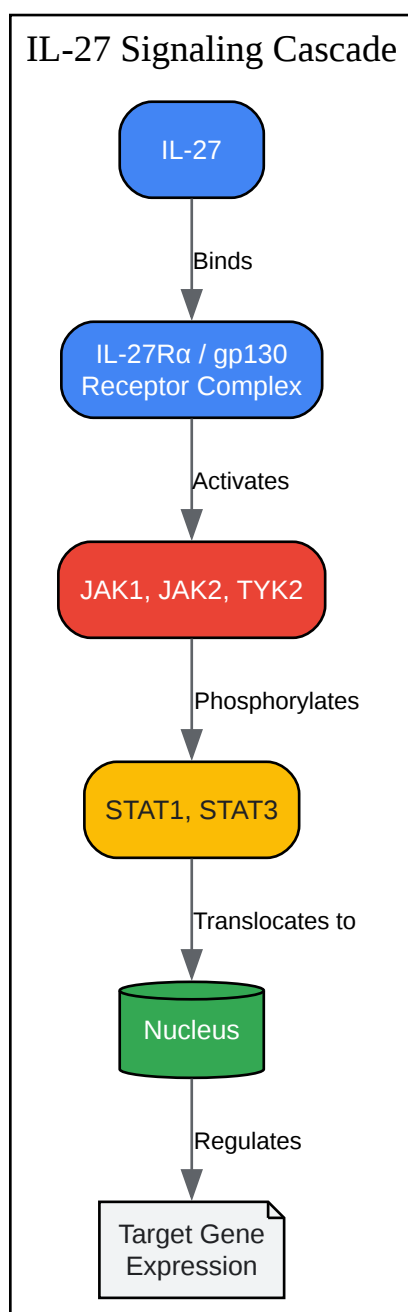 IL-27 Signaling Cascade
IL-27
Binds
IL-27Rα / gp130
Receptor Complex
Activates
JAK1, JAK2, TYK2
Phosphorylates
STAT1, STAT3
Translocates to
Nucleus
Regulates
Target Gene
Expression